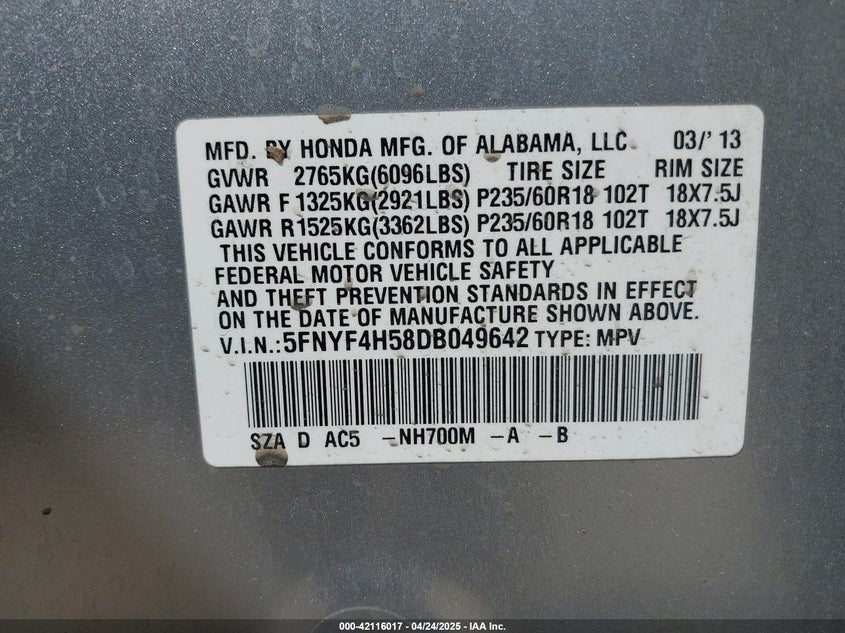 MFD. BY HONDA MFG. OF ALABAMA, LLC 03/' 13
GVWR 2765KG(6096LBS) TIRE SIZE RIM SIZE
GAWR F 1325KG(2921LBS) P235/60R18 102T 18X7.5J
GAWR R1525KG(3362LBS) P235/60R18 102T 18X7.5J
THIS VEHICLE CONFORMS TO ALL APPLICABLE
FEDERAL MOTOR VEHICLE SAFETY
AND THEFT PREVENTION STANDARDS IN EFFECT
ON THE DATE OF MANUFACTURE SHOWN ABOVE.
V.I.N.:5FNYF4H58DB049642 TYPE: MPV
SZA D AC5 -NH700M -A -B
000-42116017 - 04/24/2025 - IAA Inc.